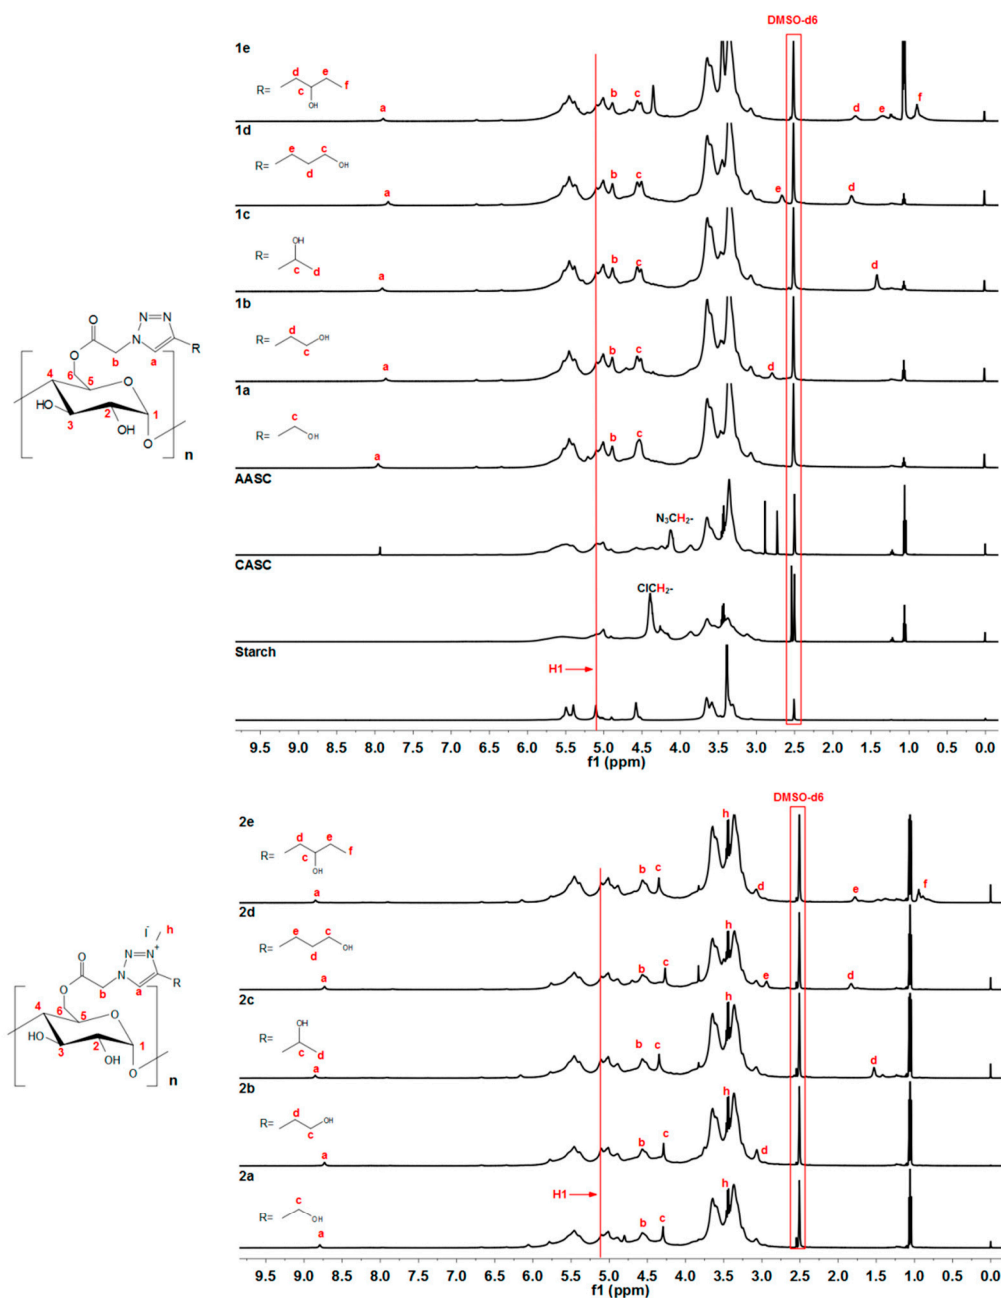 DMSO-d6
1e
R=
d
e
f
c
OH
a
b
c
d
e
f
1d
R=
e
c
OH
d
a
b
c
e
d
1c
R=
OH
c
d
a
b
c
d
1b
R=
d
OH
c
a
b
c
d
1a
R=
c
OH
a
b
c
O
N
N
N
R
O
b
a
6
4
5
O
HO
2
1
3
OH
O
n
AASC
N₃CH₂-
CASC
ClCH₂-
Starch
H1
9.5 9.0 8.5 8.0 7.5 7.0 6.5 6.0 5.5 5.0 4.5 4.0 3.5 3.0 2.5 2.0 1.5 1.0 0.5 0.0
f1 (ppm)
DMSO-d6
2e
R=
d
e
f
c
OH
a
b
c
h
d
e
f
2d
R=
e
c
OH
d
a
b
c
h
e
d
2c
R=
OH
c
d
a
b
c
h
d
2b
R=
d
OH
c
a
b
c
h
d
2a
R=
c
OH
a
H1
b
c
h
I⁻
h
O
N
N
N⁺
R
O
b
a
6
4
5
O
HO
2
1
3
OH
O
n
9.5 9.0 8.5 8.0 7.5 7.0 6.5 6.0 5.5 5.0 4.5 4.0 3.5 3.0 2.5 2.0 1.5 1.0 0.5 0.0
f1 (ppm)